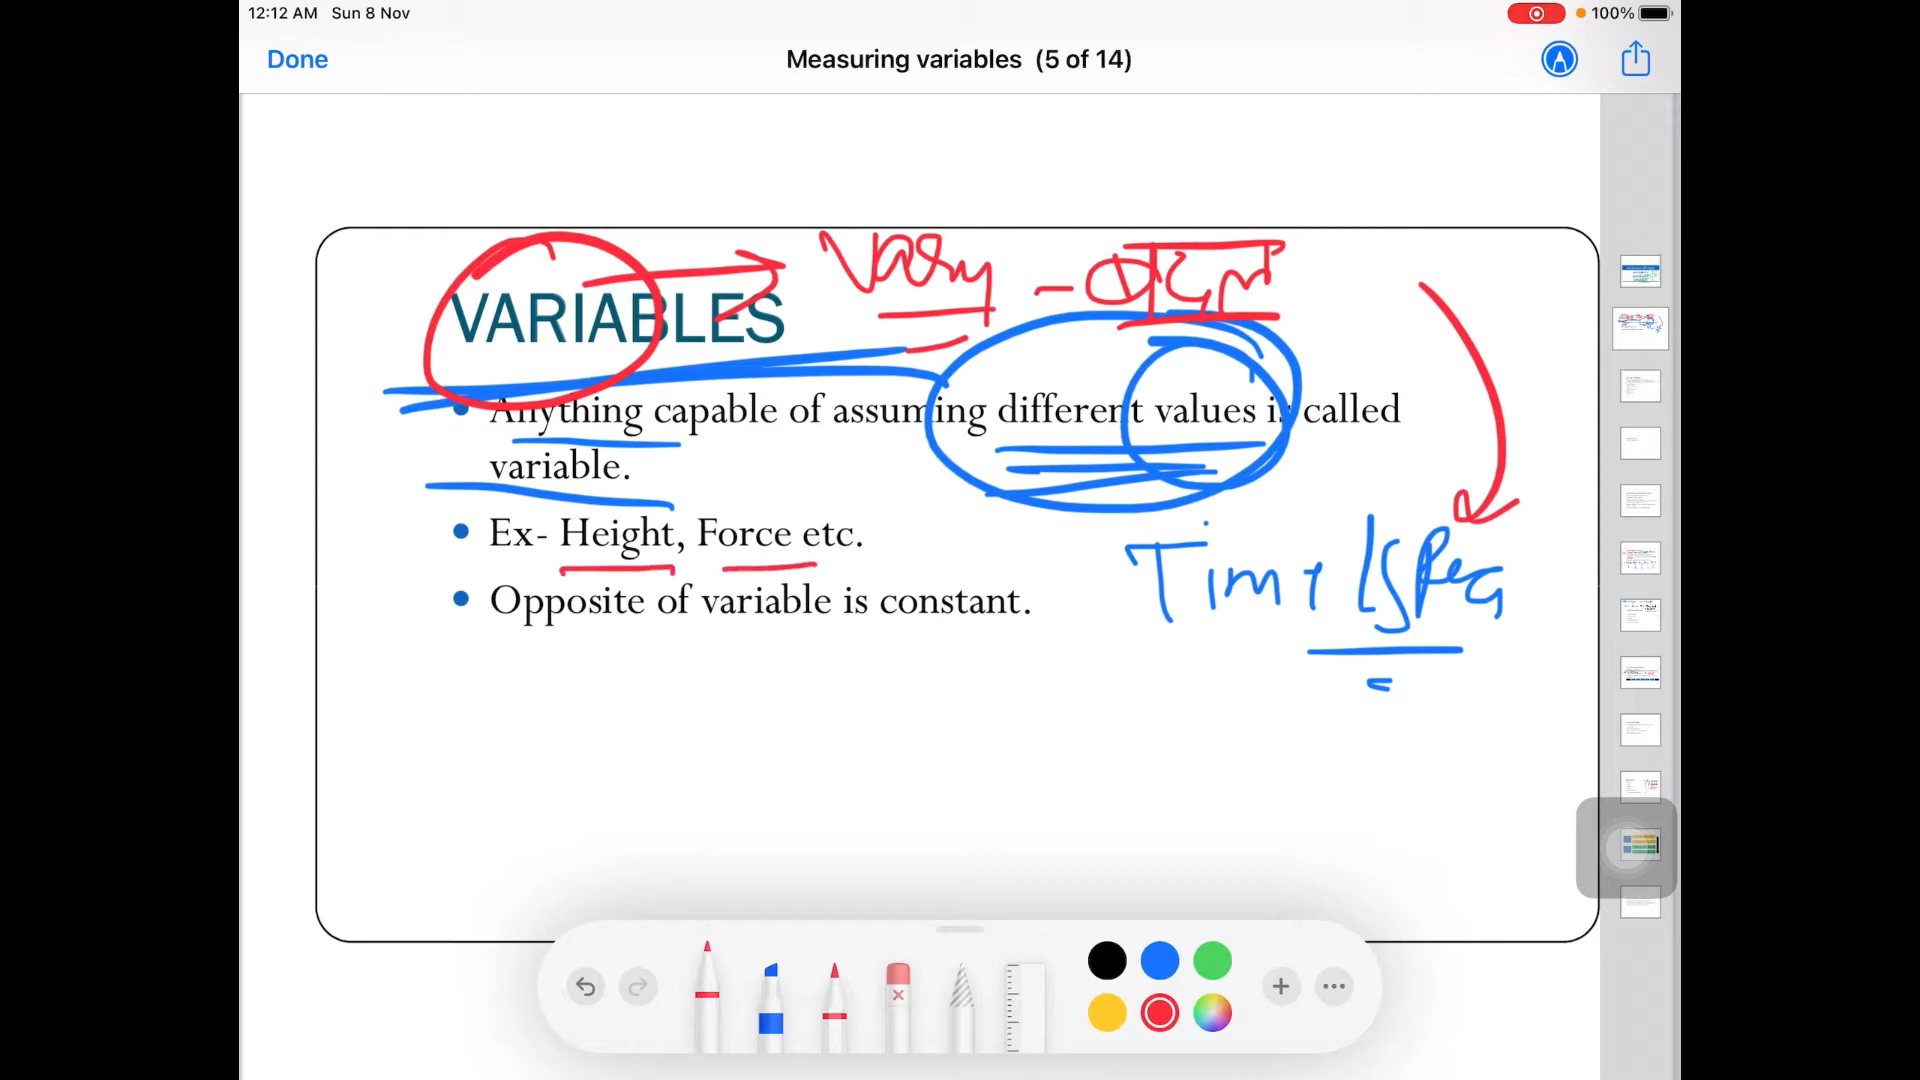 12:12 AM Sun 8 Nov
100%
Done
Measuring variables (5 of 14)
Vary -
VARIABLES
• Anything capable of assuming different values is called
variable.
• Ex- Height, Force etc.
• Opposite of variable is constant.